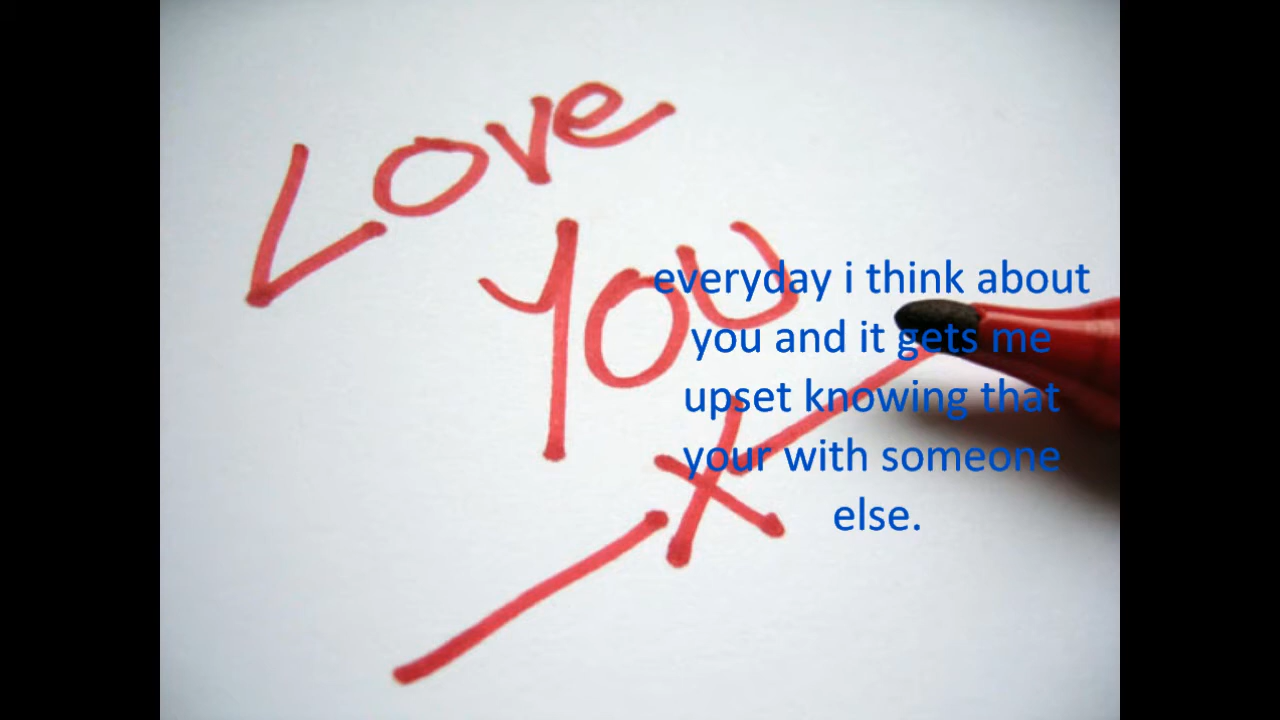 Love
You
x
everyday i think about
you and it gets me
upset knowing that
your with someone
else.